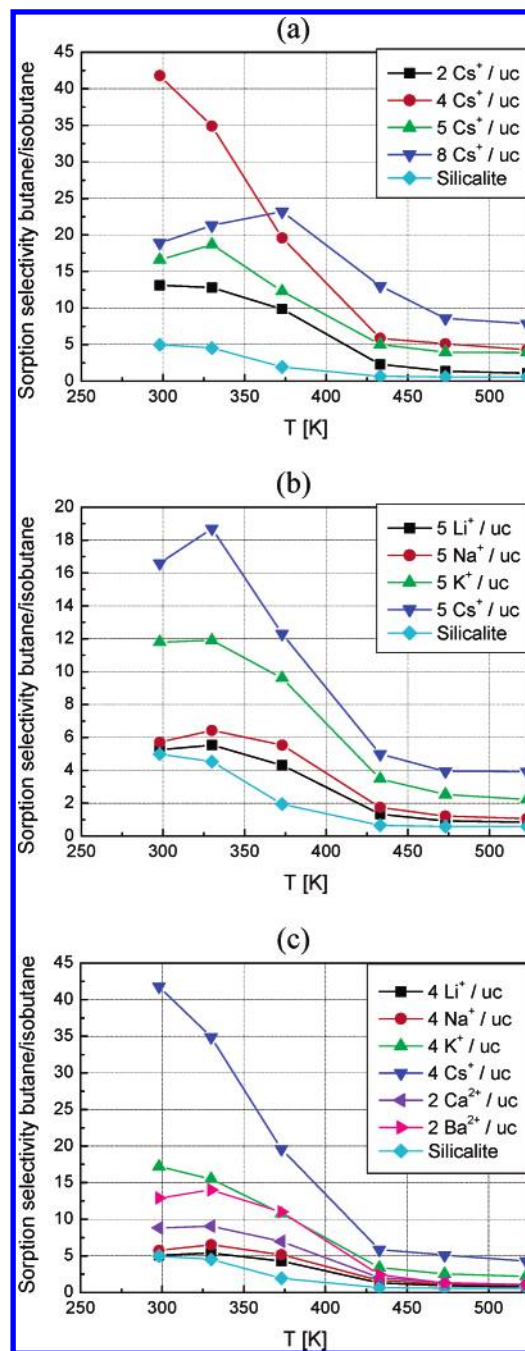 (a)
Sorption selectivity butane/isobutane
45
40
35
30
25
20
15
10
5
0
2 Cs⁺ / uc
4 Cs⁺ / uc
5 Cs⁺ / uc
8 Cs⁺ / uc
Silicalite
250 300 350 400 450 500
T [K]
(b)
Sorption selectivity butane/isobutane
20
18
16
14
12
10
8
6
4
2
0
5 Li⁺ / uc
5 Na⁺ / uc
5 K⁺ / uc
5 Cs⁺ / uc
Silicalite
250 300 350 400 450 500
T [K]
(c)
Sorption selectivity butane/isobutane
45
40
35
30
25
20
15
10
5
0
4 Li⁺ / uc
4 Na⁺ / uc
4 K⁺ / uc
4 Cs⁺ / uc
2 Ca²⁺ / uc
2 Ba²⁺ / uc
Silicalite
250 300 350 400 450 500
T [K]